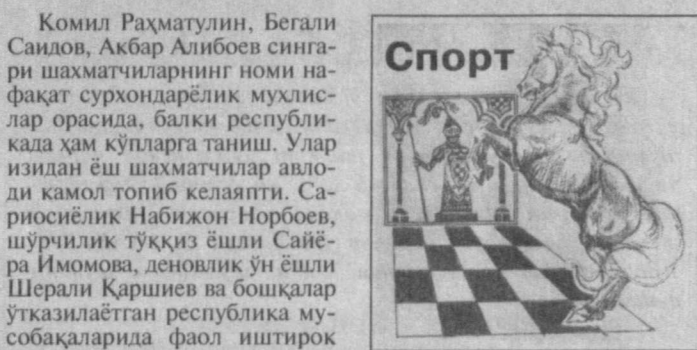 Комил Раҳматулин, Бегали
Саидов, Акбар Алибоев синга-
ри шахматчиларнинг номи на-
фақат сурхондарёлик мухлис-
лар орасида, балки республи-
када ҳам кўпларга таниш. Улар
изидан ёш шахматчилар авло-
ди камол топиб келаяпти. Са-
риосиёлик Набижон Норбоев,
шўрчилик тўққиз ёшли Сайё-
ра Имомова, деновлик ўн ёшли
Шерали Қаршиев ва бошқалар
ўтказилаётган республика му-
собақаларида фаол иштирок
Спорт